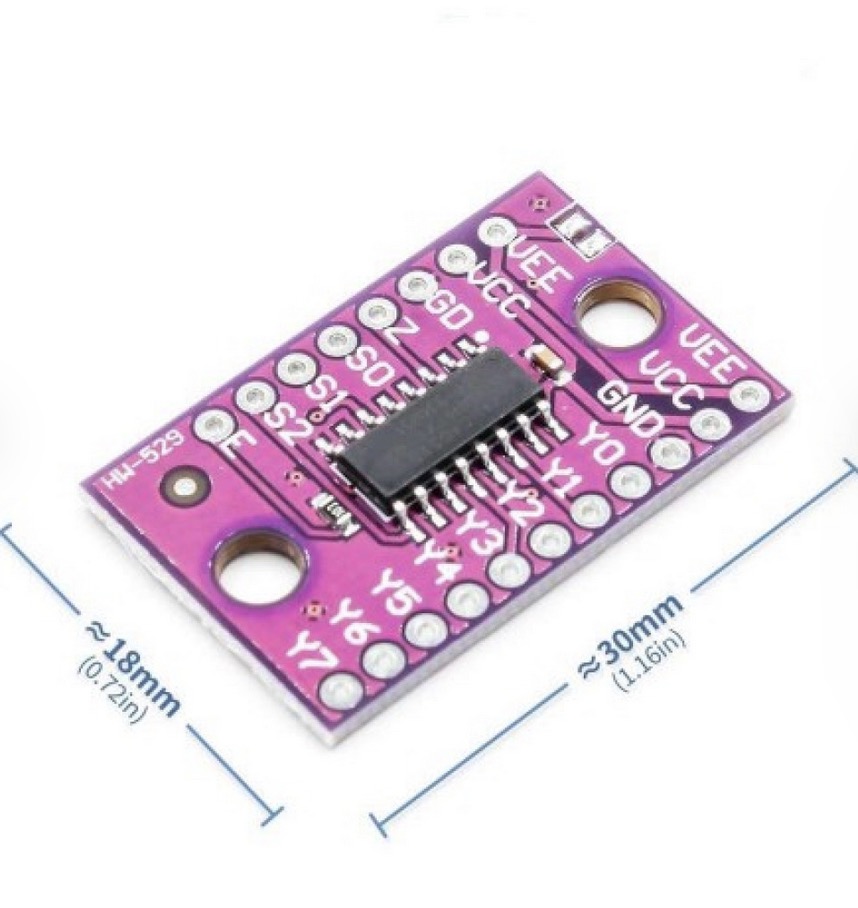 VEE
VCC
GD
Z
S0
S1
S2
E
HW-529
VEE
VCC
GND
Y0
Y1
Y2
Y3
Y4
Y5
Y6
Y7
≈18mm
(0.72in)
≈30mm
(1.16in)